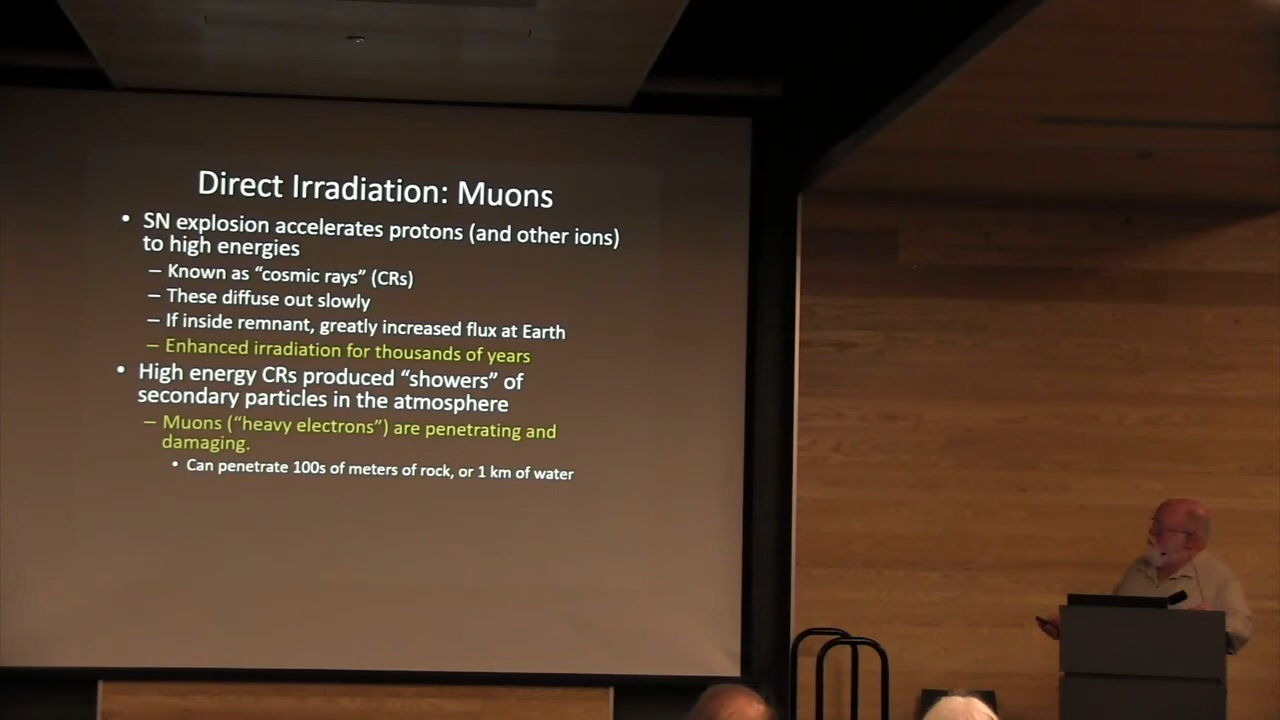 Direct Irradiation: Muons
• SN explosion accelerates protons (and other ions)
to high energies
– Known as “cosmic rays” (CRs)
– These diffuse out slowly
– If inside remnant, greatly increased flux at Earth
– Enhanced irradiation for thousands of years
• High energy CRs produced “showers” of
secondary particles in the atmosphere
– Muons (“heavy electrons”) are penetrating and
damaging.
• Can penetrate 100s of meters of rock, or 1 km of water